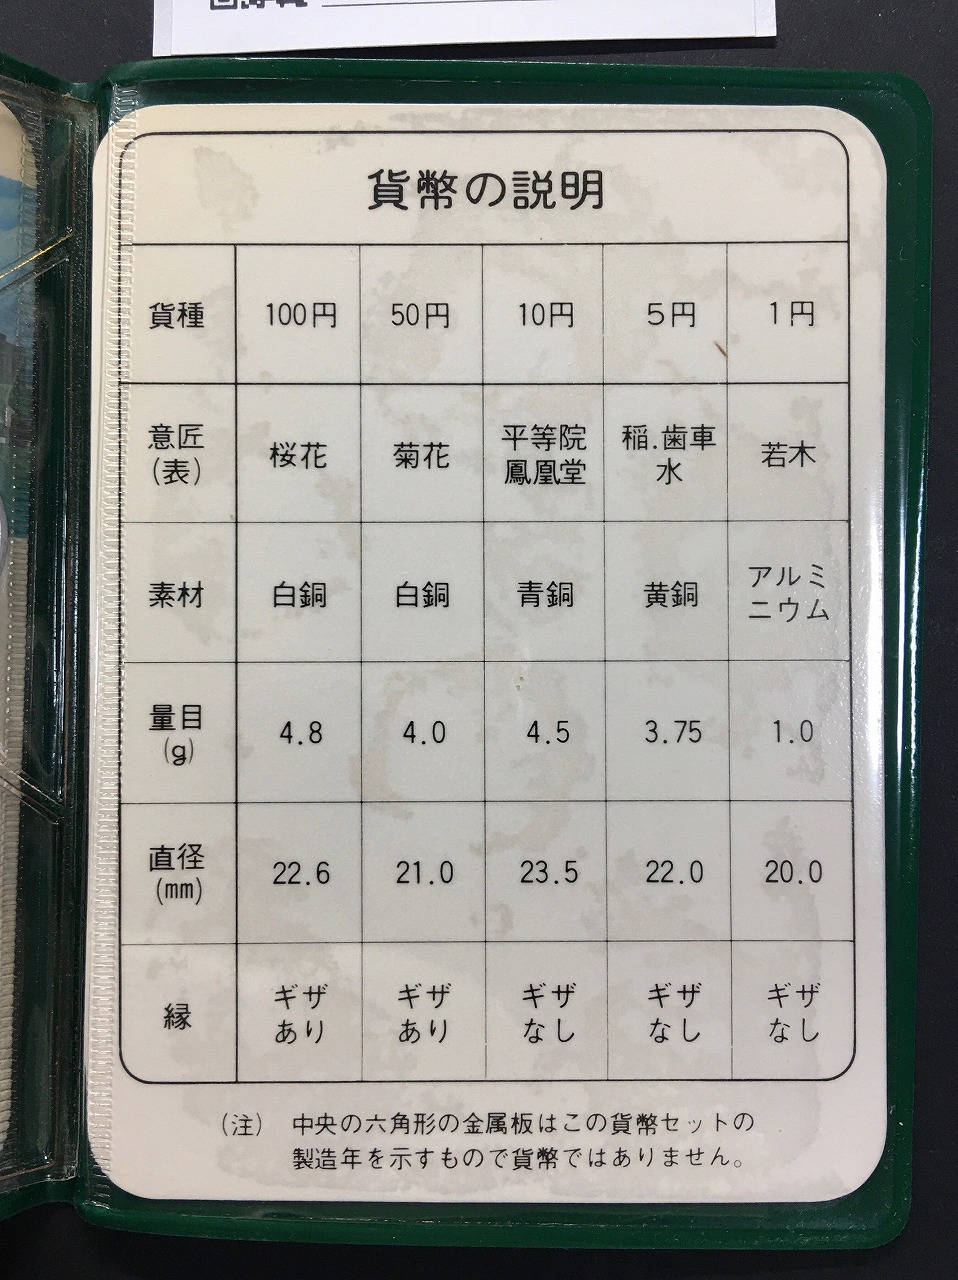 貨幣の説明
貨種 100円 50円 10円 5円 1円
意匠(表) 桜花 菊花 平等院鳳凰堂 稲.歯車水 若木
素材 白銅 白銅 青銅 黄銅 アルミニウム
量目(g) 4.8 4.0 4.5 3.75 1.0
直径(mm) 22.6 21.0 23.5 22.0 20.0
縁 ギザあり ギザあり ギザなし ギザなし ギザなし
(注) 中央の六角形の金属板はこの貨幣セットの
製造年を示すもので貨幣ではありません。